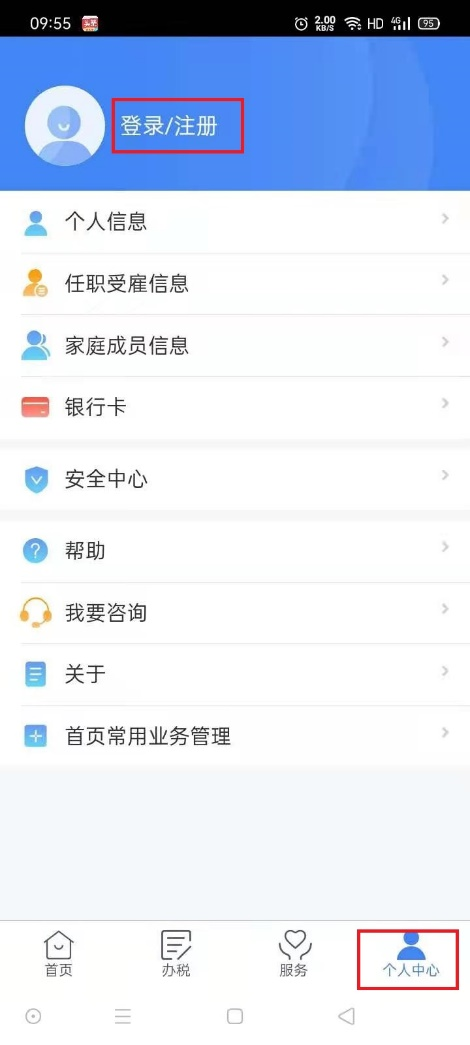 09:55
2.00
KB/S
HD
4G
95
登录/注册
个人信息
任职受雇信息
家庭成员信息
银行卡
安全中心
帮助
我要咨询
关于
首页常用业务管理
首页
办税
服务
个人中心